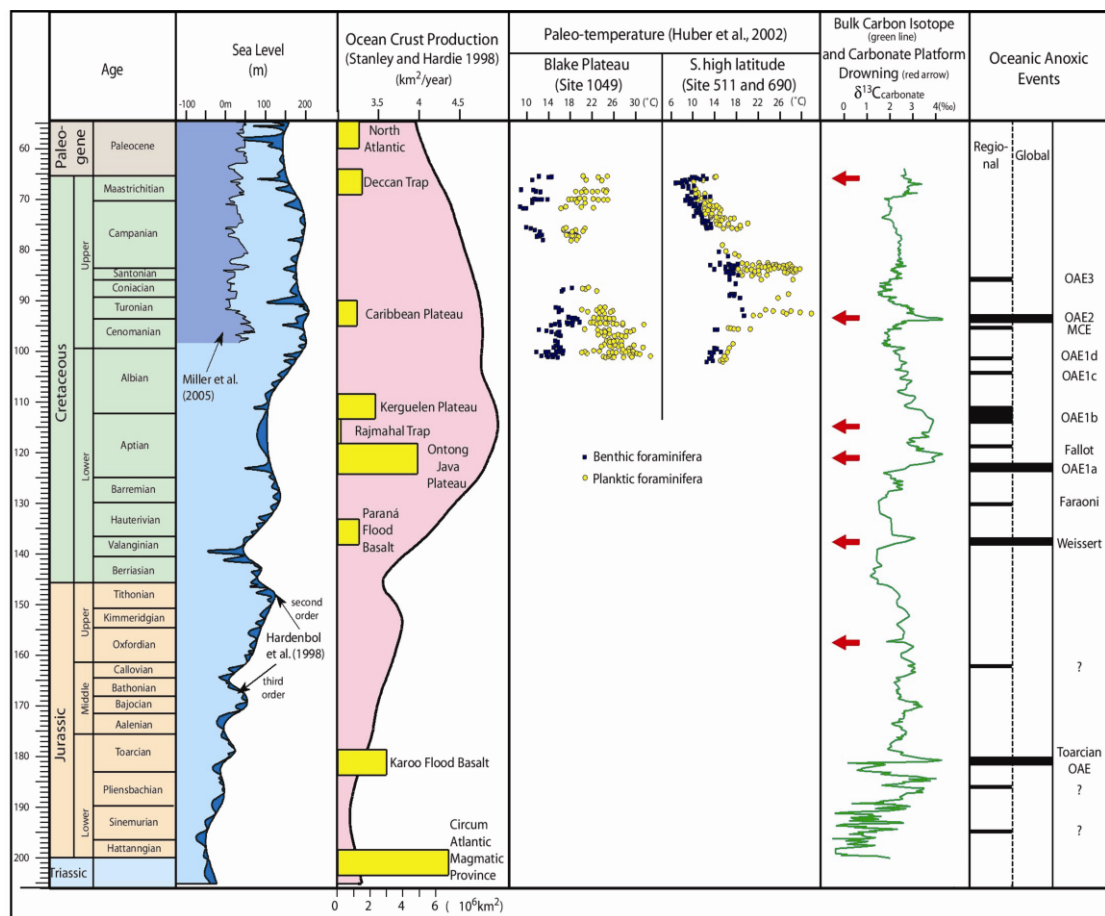 Age
Sea Level
(m)
-100 0m 100 200
Ocean Crust Production
(Stanley and Hardie 1998)
km²/year)
3.5 4.5
Paleo-temperature (Huber et al., 2002)
Blake Plateau
(Site 1049)
10 14 18 22 26 30 (°C)
S. high latitude
(Site 511 and 690)
6 10 14 18 22 26 (°C)
Bulk Carbon Isotope
(green line)
and Carbonate Platform
Drowning (red arrow)
δ¹³Ccarbonate
0 1 2 3 4(‰)
Oceanic Anoxic
Events
Regio-
nal
Global
60
70
80
90
100
110
120
130
140
150
160
170
180
190
200
Paleo-
gene
Cretaceous
Jurassic
Triassic
Upper
Lower
Upper
Middle
Lower
Paleocene
Maastrichitian
Campanian
Santonian
Coniacian
Turonian
Cenomanian
Albian
Aptian
Barremian
Hauterivian
Valanginian
Berriasian
Tithonian
Kimmeridgian
Oxfordian
Callovian
Bathonian
Bajocian
Aalenian
Toarcian
Pliensbachian
Sinemurian
Hattanngian
Miller et al.
(2005)
second
order
Hardenbol
et al. (1998)
third
order
North
Atlantic
Deccan Trap
Caribbean Plateau
Kerguelen Plateau
Rajmahal Trap
Ontong
Java
Plateau
Paraná
Flood
Basalt
Karoo Flood Basalt
Circum
Atlantic
Magmatic
Province
0 2 4 6 ( 10⁶km²)
Benthic foraminifera
Planktic foraminifera
OAE3
OAE2
MCE
OAE1d
OAE1c
OAE1b
Fallot
OAE1a
Faraoni
Weissert
?
Toarcian
OAE
?
?